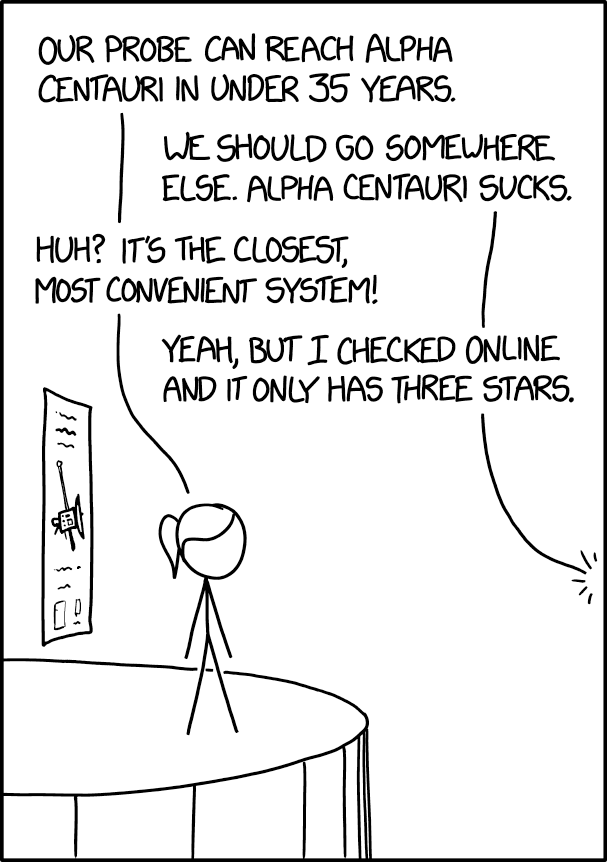 OUR PROBE CAN REACH ALPHA
CENTAURI IN UNDER 35 YEARS.
WE SHOULD GO SOMEWHERE
ELSE. ALPHA CENTAURI SUCKS.
HUH? IT'S THE CLOSEST,
MOST CONVENIENT SYSTEM!
YEAH, BUT I CHECKED ONLINE
AND IT ONLY HAS THREE STARS.